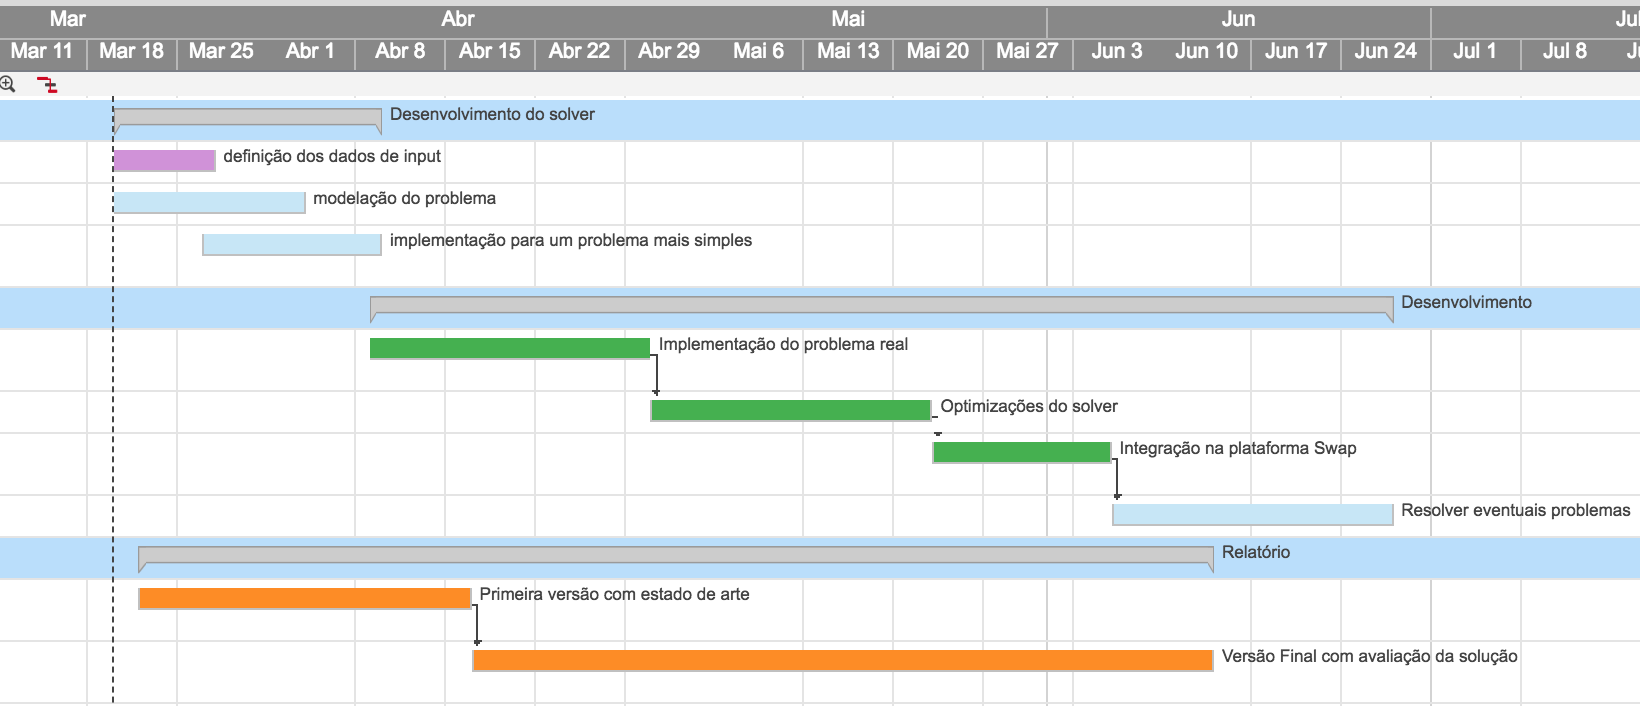 Mar Abr Mai Jun
Mar 11 Mar 18 Mar 25 Abr 1 Abr 8 Abr 15 Abr 22 Abr 29 Mai 6 Mai 13 Mai 20 Mai 27 Jun 3 Jun 10 Jun 17 Jun 24 Jul 1 Jul 8
Desenvolvimento do solver
definição dos dados de input
modelação do problema
implementação para um problema mais simples
Desenvolvimento
Implementação do problema real
Optimizações do solver
Integração na plataforma Swap
Resolver eventuais problemas
Relatório
Primeira versão com estado de arte
Versão Final com avaliação da solução